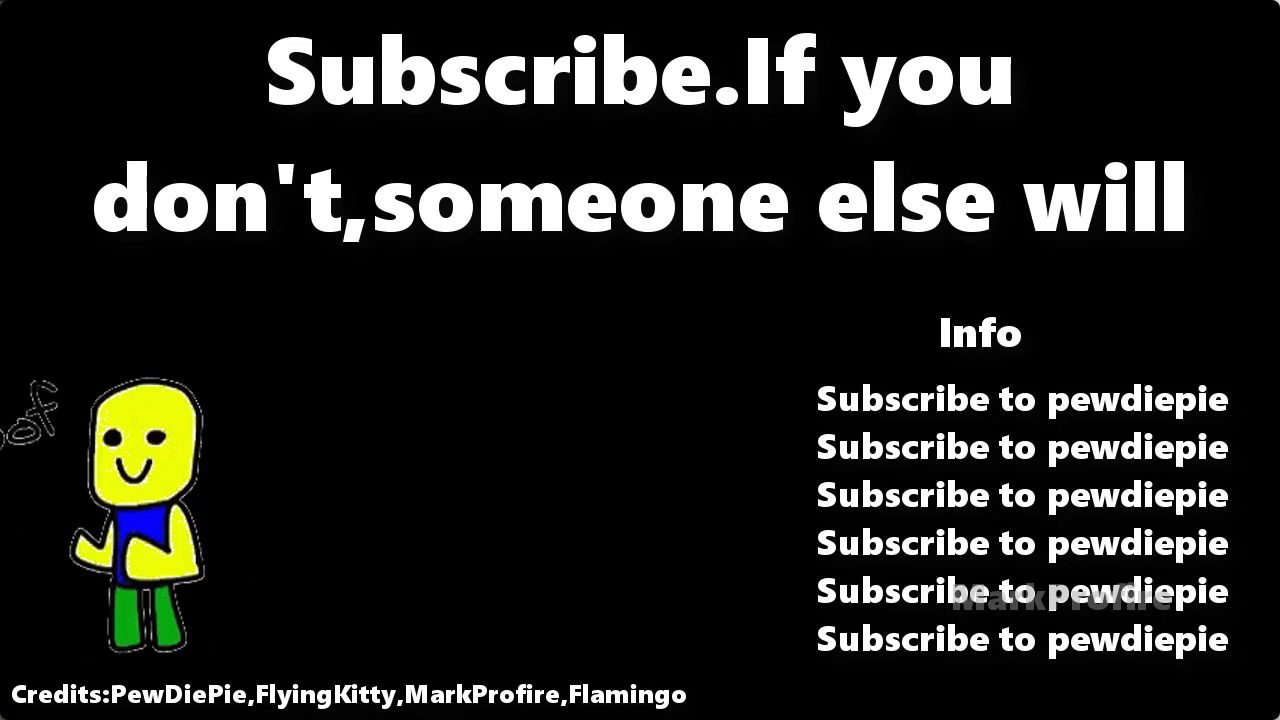 Subscribe.If you
don't,someone else will
Info
Subscribe to pewdiepie
Subscribe to pewdiepie
Subscribe to pewdiepie
Subscribe to pewdiepie
Subscribe to pewdiepie
MarkProfire
Subscribe to pewdiepie
Credits:PewDiePie,FlyingKitty,MarkProfire,Flamingo